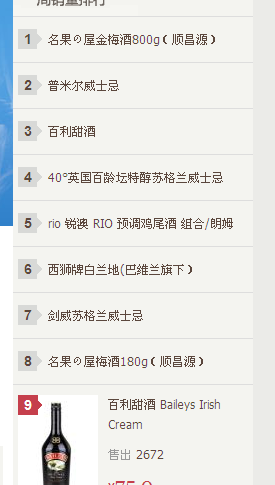 周销量排行
1 名果の屋金梅酒800g（顺昌源）
2 普米尔威士忌
3 百利甜酒
4 40°英国百龄坛特醇苏格兰威士忌
5 rio 锐澳 RIO 预调鸡尾酒 组合/朗姆
6 西狮牌白兰地(巴维兰旗下）
7 剑威苏格兰威士忌
8 名果の屋梅酒180g（顺昌源）
9 百利甜酒 Baileys Irish
Cream
售出 2672